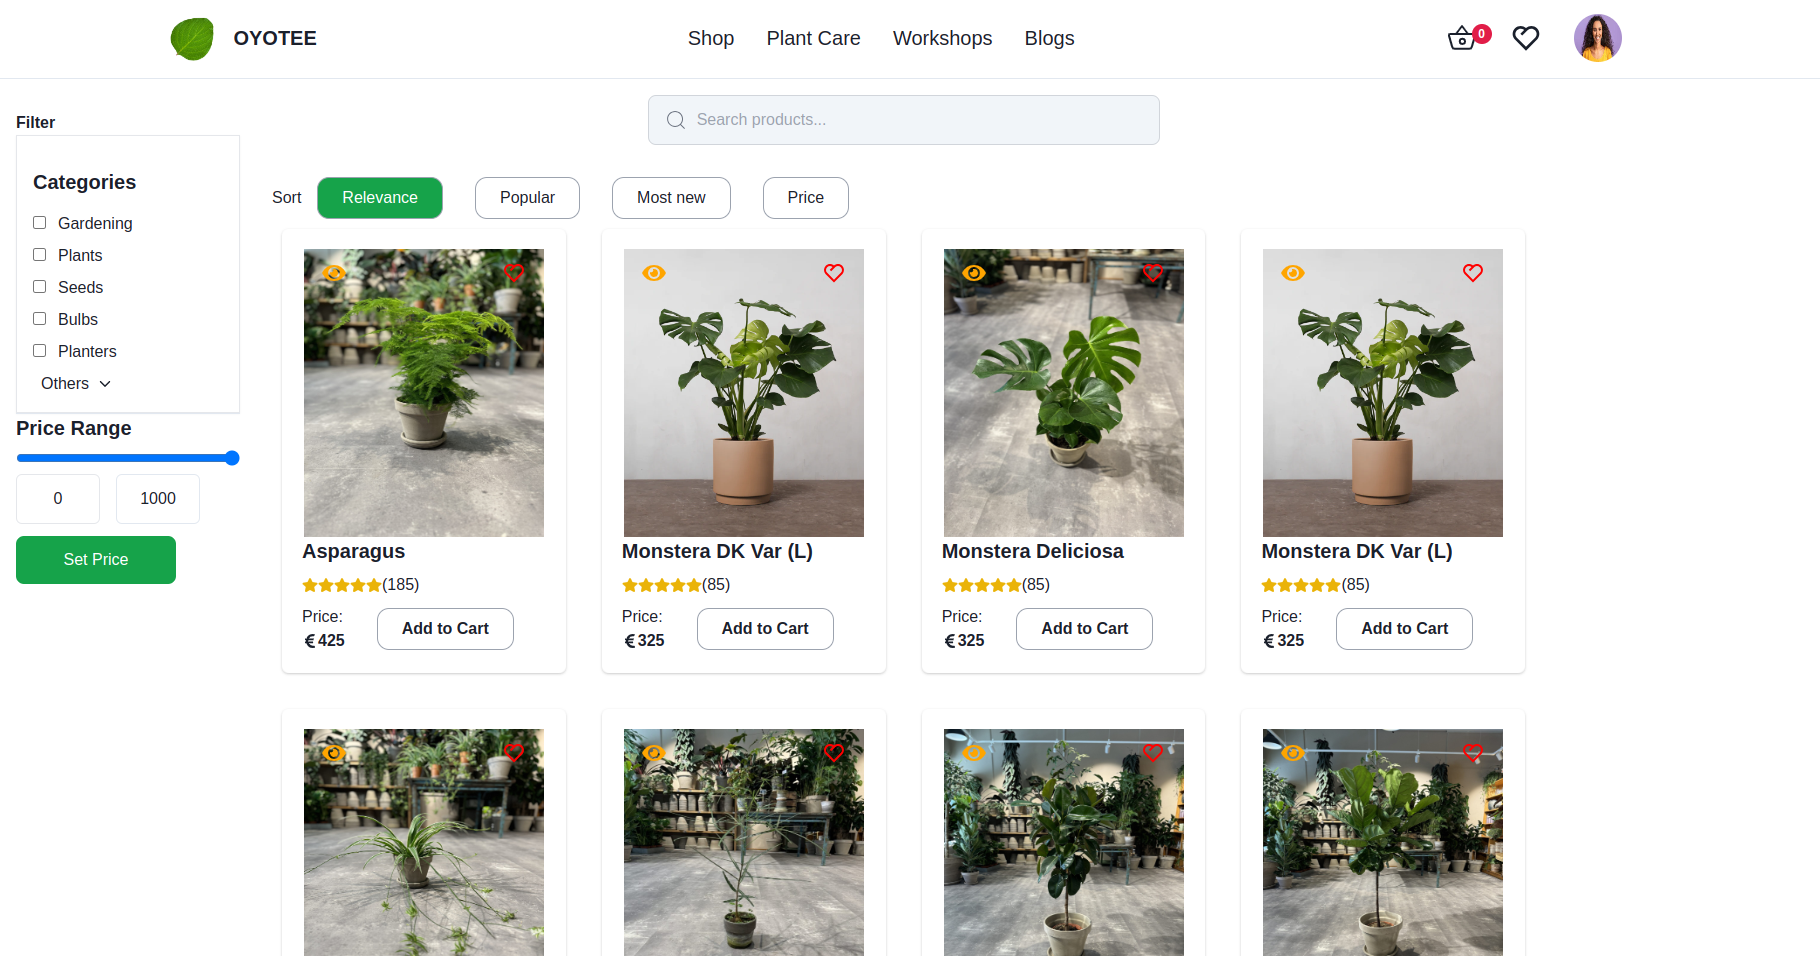 OYOTEE
Shop Plant Care Workshops Blogs
0
Search products...
Filter
Categories
Gardening
Plants
Seeds
Bulbs
Planters
Others
Price Range
0 1000
Set Price
Sort Relevance Popular Most new Price
Asparagus
(185)
Price:
€ 425
Add to Cart
Monstera DK Var (L)
(85)
Price:
€ 325
Add to Cart
Monstera Deliciosa
(85)
Price:
€ 325
Add to Cart
Monstera DK Var (L)
(85)
Price:
€ 325
Add to Cart